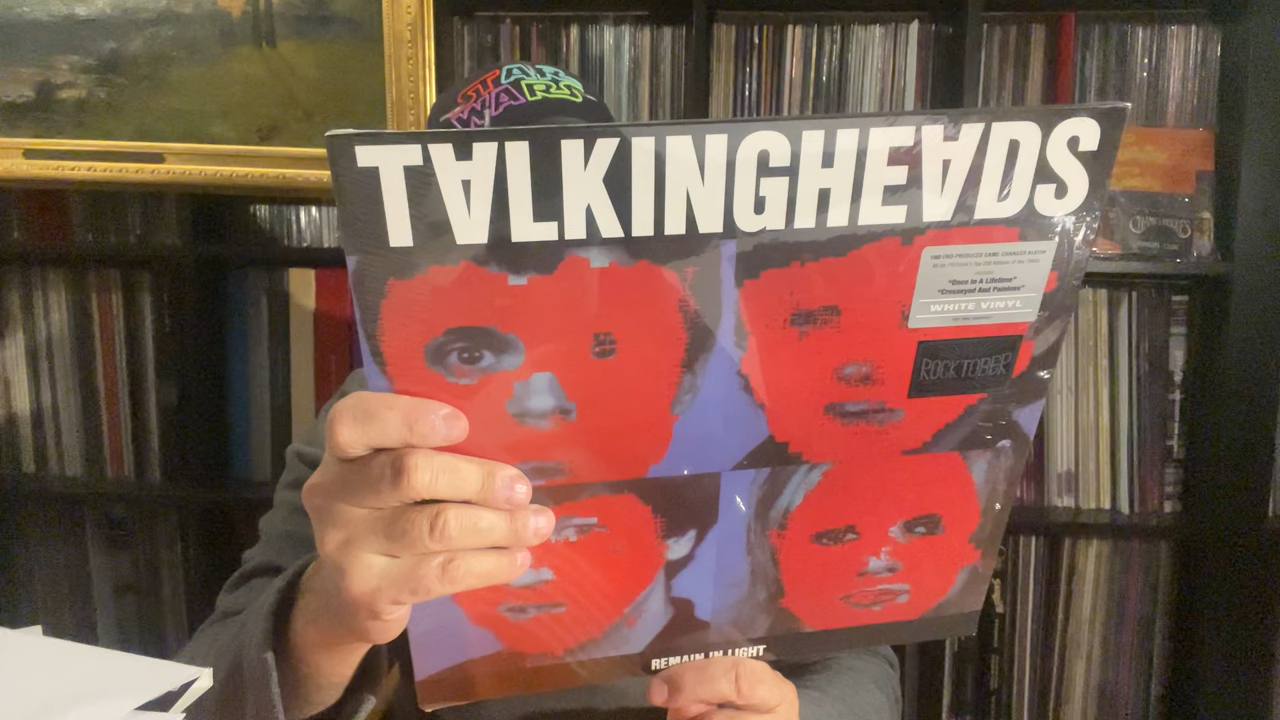 STAR
WARS
TALKINGHEADS
"Once In A Lifetime"
"Crosseyed And Painless"
WHITE VINYL
ROCKTOBER
REMAIN IN LIGHT